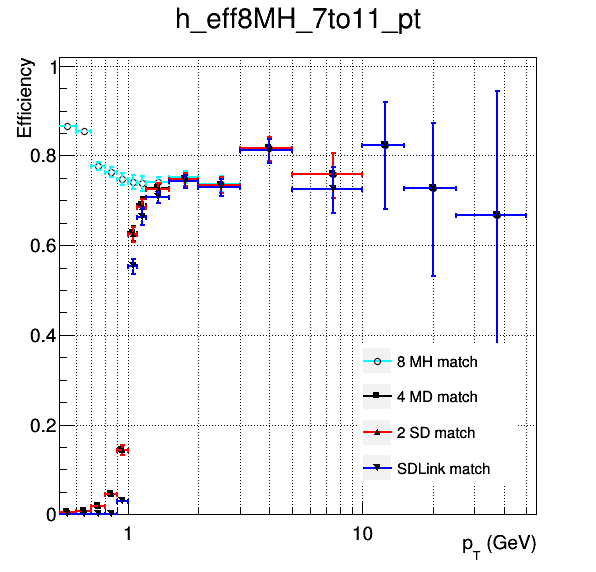 h_eff8MH_7to11_pt
Efficiency
1
0.8
0.6
0.4
0.2
0
8 MH match
4 MD match
2 SD match
SDLink match
1
10
p_T (GeV)